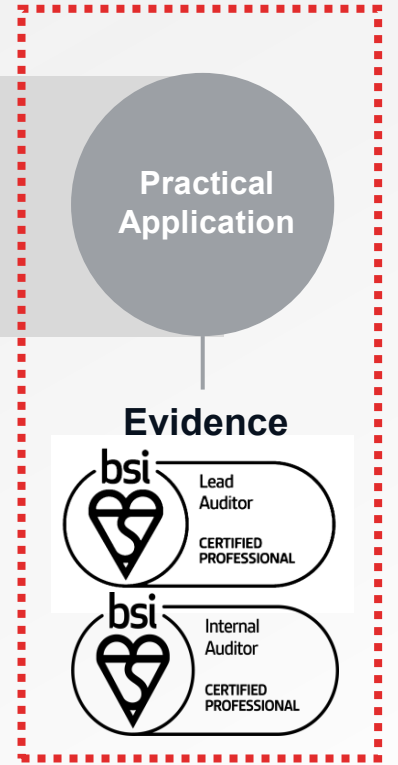 Practical
Application
Evidence
bsi
Lead
Auditor
CERTIFIED
PROFESSIONAL
bsi
Internal
Auditor
CERTIFIED
PROFESSIONAL